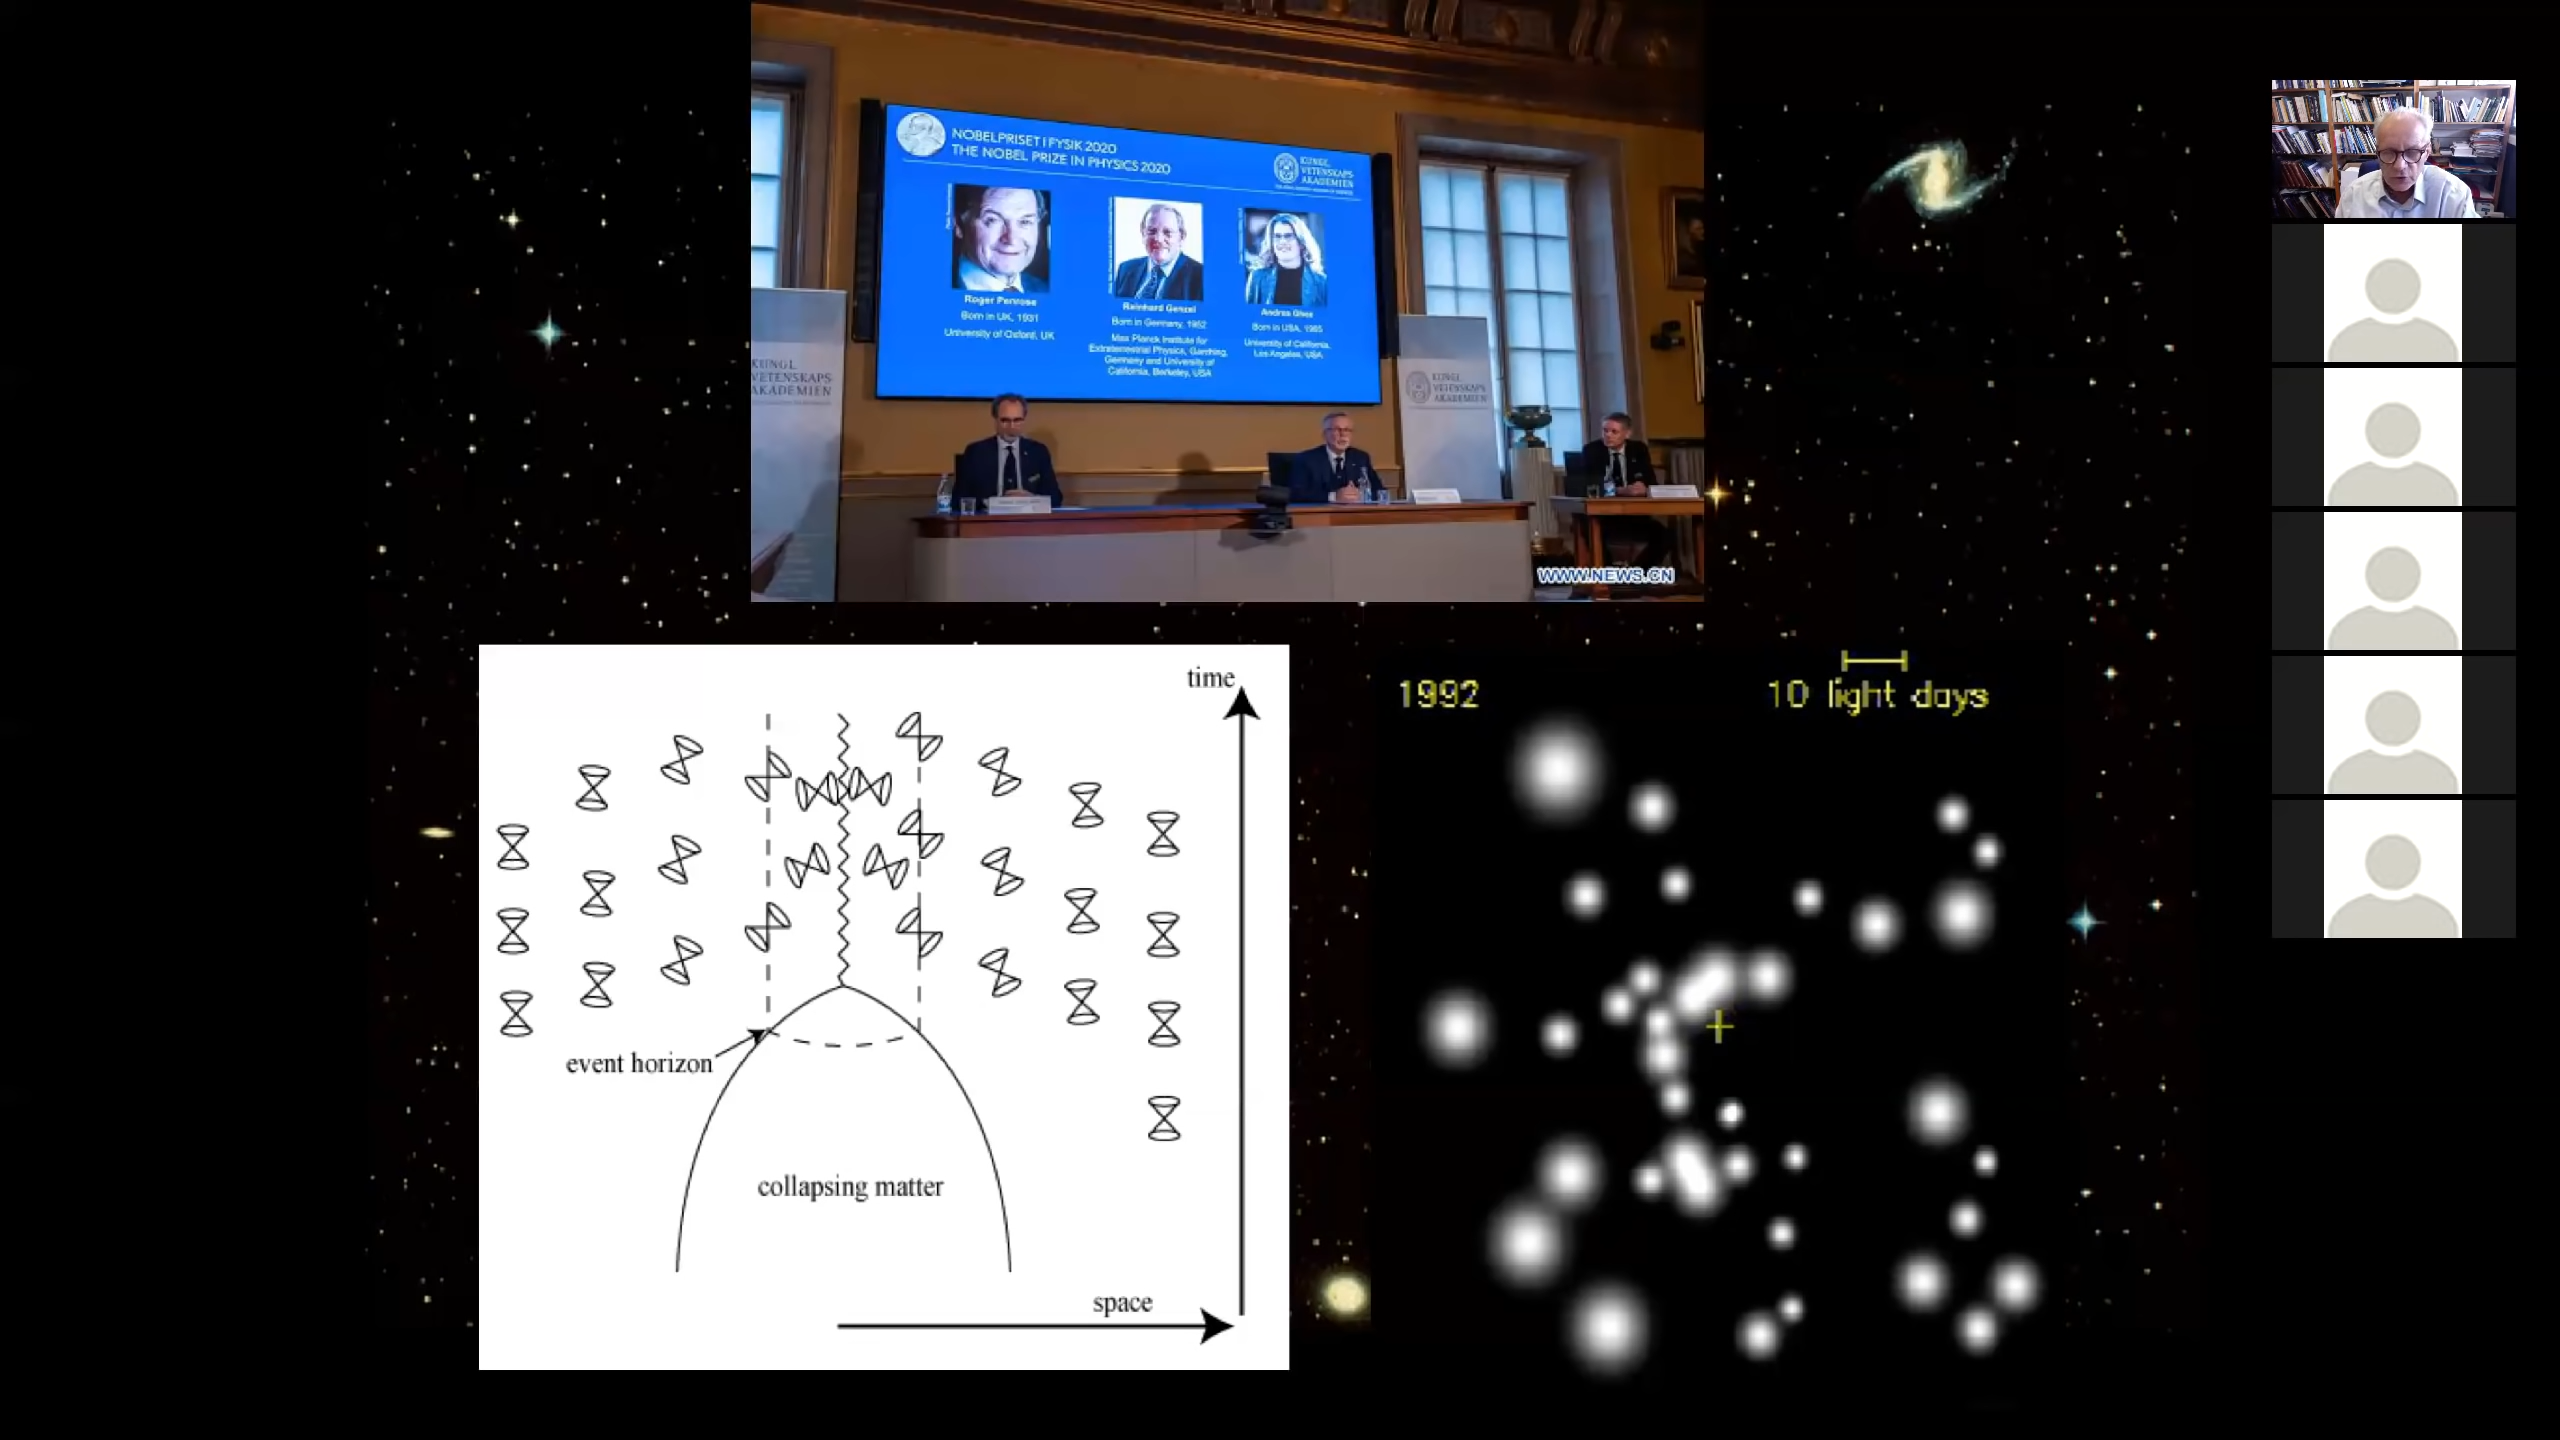 NOBELPRISET I FYSIK 2020
THE NOBEL PRIZE IN PHYSICS 2020
KUNGL.
VETENSKAPS-
AKADEMIEN
Roger Penrose
Born in UK, 1931
University of Oxford, UK
Reinhard Genzel
Born in Germany, 1952
Max Planck Institute for
Extraterrestrial Physics, Garching,
Germany and University of
California, Berkeley, USA
Andrea Ghez
Born in USA, 1965
University of California,
Los Angeles, USA
KUNGL.
VETENSKAPS-
AKADEMIEN
KUNGL.
VETENSKAPS-
AKADEMIEN
WWW.NEWS.CN
time
event horizon
collapsing matter
space
1992
10 light days